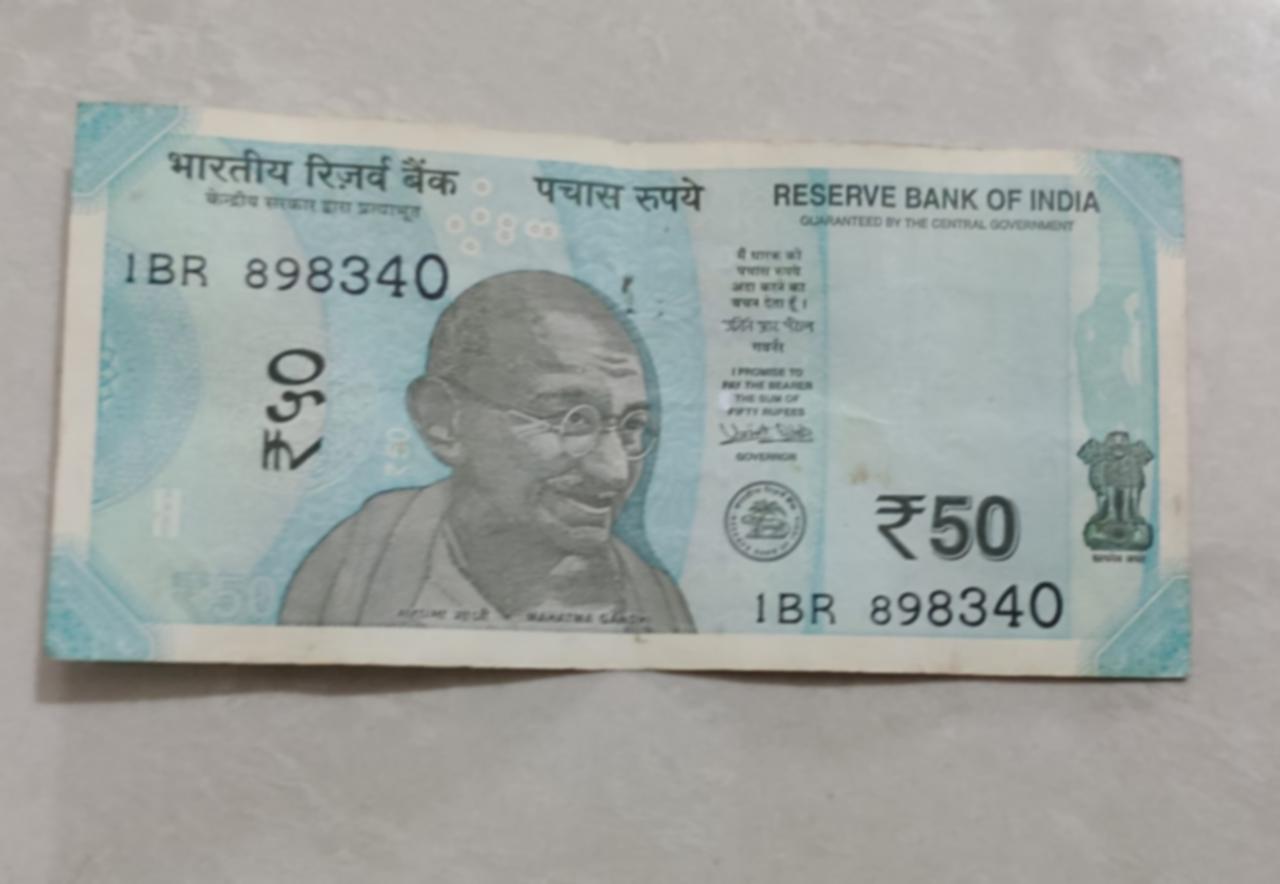 भारतीय रिज़र्व बैंक
केन्द्रीय सरकार द्वारा प्रत्याभूत
पचास रुपये
RESERVE BANK OF INDIA
GUARANTEED BY THE CENTRAL GOVERNMENT
1BR 898340
₹५०
मैं धारक को
पचास रुपये
अदा करने का
वचन देता हूँ।
गवर्नर
I PROMISE TO
PAY THE BEARER
THE SUM OF
FIFTY RUPEES
GOVERNOR
₹50
₹50
₹50
1BR 898340
महात्मा गांधी MAHATMA GANDHI
सत्यमेव जयते